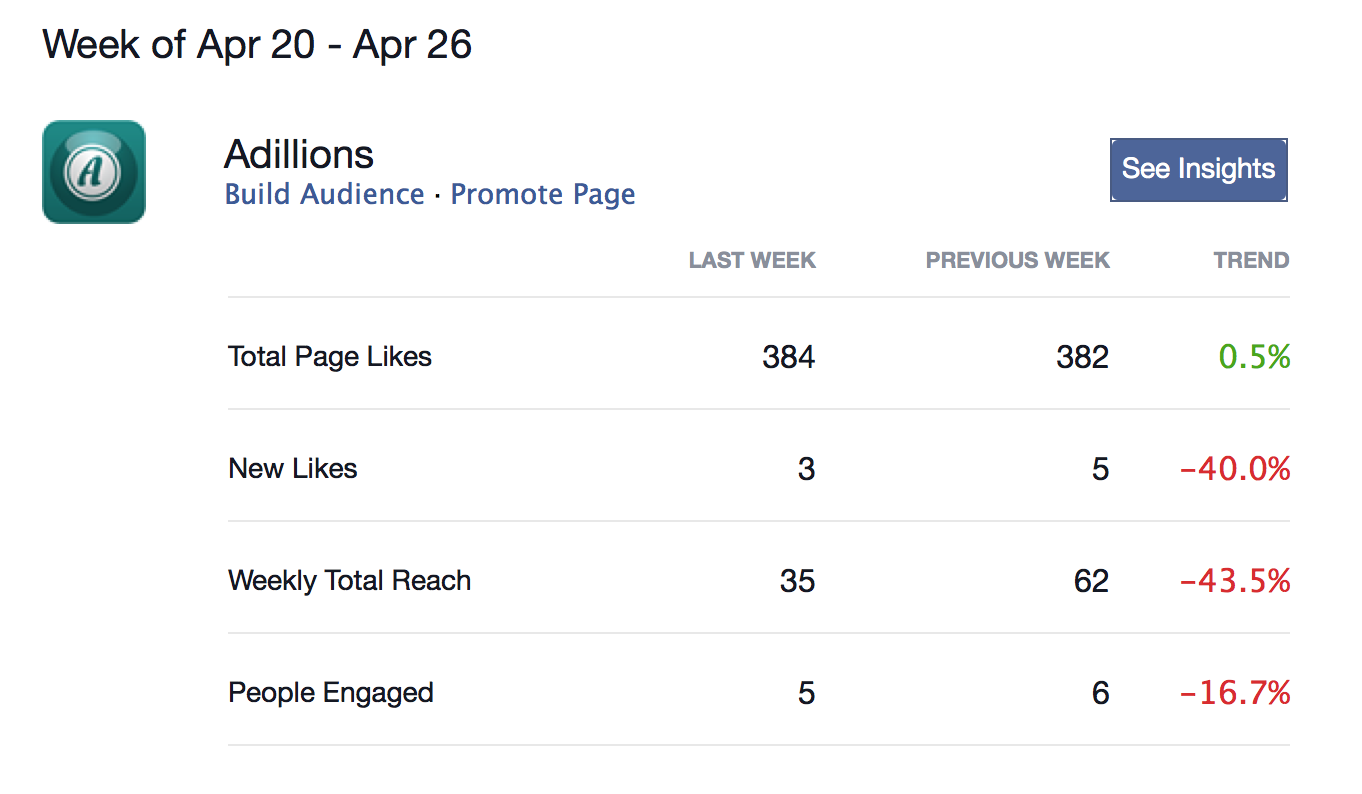 Week of Apr 20 - Apr 26
A
Adillions
See Insights
Build Audience · Promote Page
LAST WEEK PREVIOUS WEEK TREND
Total Page Likes 384 382 0.5%
New Likes 3 5 −40.0%
Weekly Total Reach 35 62 −43.5%
People Engaged 5 6 −16.7%